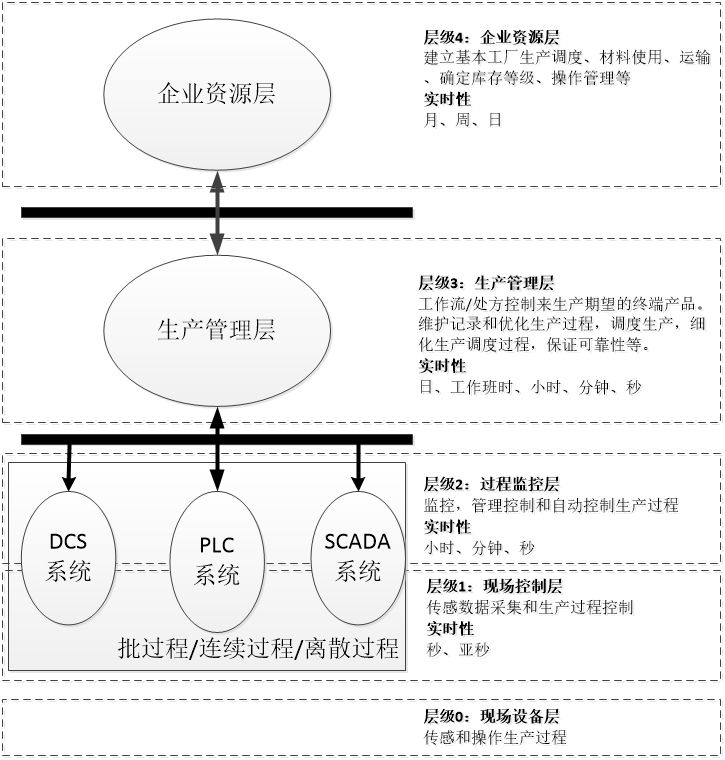 企业资源层
层级4：企业资源层
建立基本工厂生产调度、材料使用、运输
、确定库存等级、操作管理等
实时性
月、周、日
生产管理层
层级3：生产管理层
工作流/处方控制来生产期望的终端产品。
维护记录和优化生产过程，调度生产，细
化生产调度过程，保证可靠性等。
实时性
日、工作班时、小时、分钟、秒
DCS
系统
PLC
系统
SCADA
系统
层级2：过程监控层
监控，管理控制和自动控制生产过程
实时性
小时、分钟、秒
批过程/连续过程/离散过程
层级1：现场控制层
传感数据采集和生产过程控制
实时性
秒、亚秒
层级0：现场设备层
传感和操作生产过程